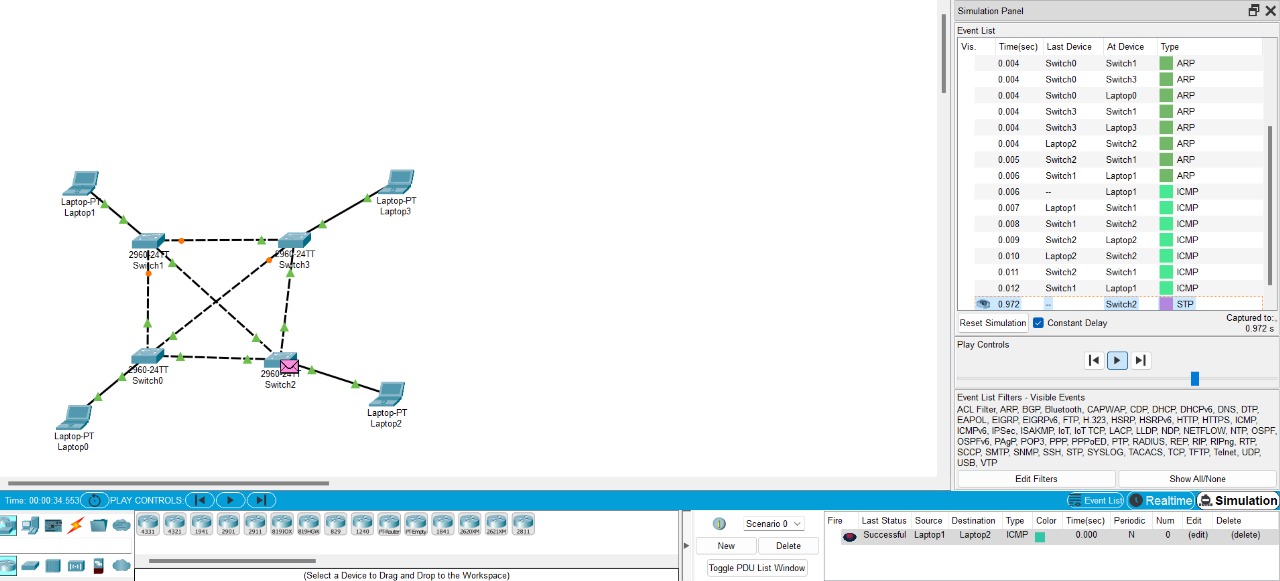 Simulation Panel
Event List
Vis. Time(sec) Last Device At Device Type
0.004 Switch0 Switch1 ARP
0.004 Switch0 Switch3 ARP
0.004 Switch0 Laptop0 ARP
0.004 Switch3 Switch1 ARP
0.004 Switch3 Laptop3 ARP
0.004 Laptop2 Switch2 ARP
0.005 Switch2 Switch1 ARP
0.006 Switch1 Laptop1 ARP
0.006 -- Laptop1 ICMP
0.007 Laptop1 Switch1 ICMP
0.008 Switch1 Switch2 ICMP
0.009 Switch2 Laptop2 ICMP
0.010 Laptop2 Switch2 ICMP
0.011 Switch2 Switch1 ICMP
0.012 Switch1 Laptop1 ICMP
0.972 -- Switch2 STP
Reset Simulation Constant Delay Captured to:
0.972 s
Play Controls
Event List Filters - Visible Events
ACL Filter, ARP, BGP, Bluetooth, CAPWAP, CDP, DHCP, DHCPv6, DNS, DTP,
EAPOL, EIGRP, EIGRPv6, FTP, H.323, HSRP, HSRPv6, HTTP, HTTPS, ICMP,
ICMPv6, IPSec, ISAKMP, IoT, IoT TCP, LACP, LLDP, NDP, NETFLOW, NTP, OSPF,
OSPFv6, PAgP, POP3, PPP, PPPoED, PTP, RADIUS, REP, RIP, RIPng, RTP,
SCCP, SMTP, SNMP, SSH, STP, SYSLOG, TACACS, TCP, TFTP, Telnet, UDP,
USB, VTP
Edit Filters Show All/None
Laptop-PT
Laptop1
Laptop-PT
Laptop3
2960-24TT
Switch1
2960-24TT
Switch3
2960-24TT
Switch0
2960-24TT
Switch2
Laptop-PT
Laptop2
Laptop-PT
Laptop0
Time: 00:00:34.553 PLAY CONTROLS: Event List Realtime Simulation
4331 4321 1941 2901 2911 819IOX 819HGW 829 1240 PT-Router PT-Empty 1841 2620XM 2621XM 2811
(Select a Device to Drag and Drop to the Workspace)
Scenario 0
New Delete
Toggle PDU List Window
Fire Last Status Source Destination Type Color Time(sec) Periodic Num Edit Delete
Successful Laptop1 Laptop2 ICMP 0.000 N 0 (edit) (delete)